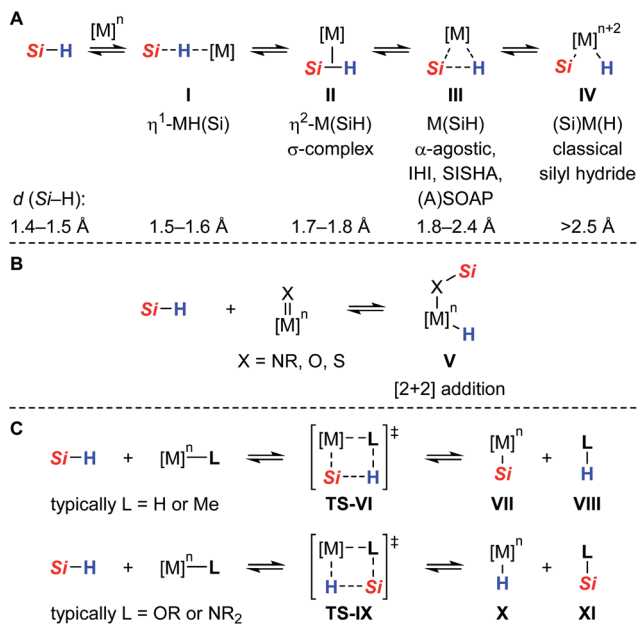 A
[M]ⁿ
Si–H ⇌ Si--H--[M] ⇌ [M] Si–H ⇌ [M] Si--H ⇌ [M]ⁿ⁺² Si H
I II III IV
η¹-MH(Si) η²-M(SiH) M(SiH) (Si)M(H)
σ-complex α-agostic, classical
IHI, SISHA, silyl hydride
(A)SOAP
d (Si–H):
1.4–1.5 Å 1.5–1.6 Å 1.7–1.8 Å 1.8–2.4 Å >2.5 Å
B
Si–H + X=[M]ⁿ ⇌ Si X [M]ⁿ H
X = NR, O, S V
[2+2] addition
C
Si–H + [M]ⁿ–L ⇌ [[M]--L Si--H]‡ ⇌ [M]ⁿ Si + L H
typically L = H or Me TS-VI VII VIII
Si–H + [M]ⁿ–L ⇌ [[M]--L H--Si]‡ ⇌ [M]ⁿ H + L Si
typically L = OR or NR₂ TS-IX X XI